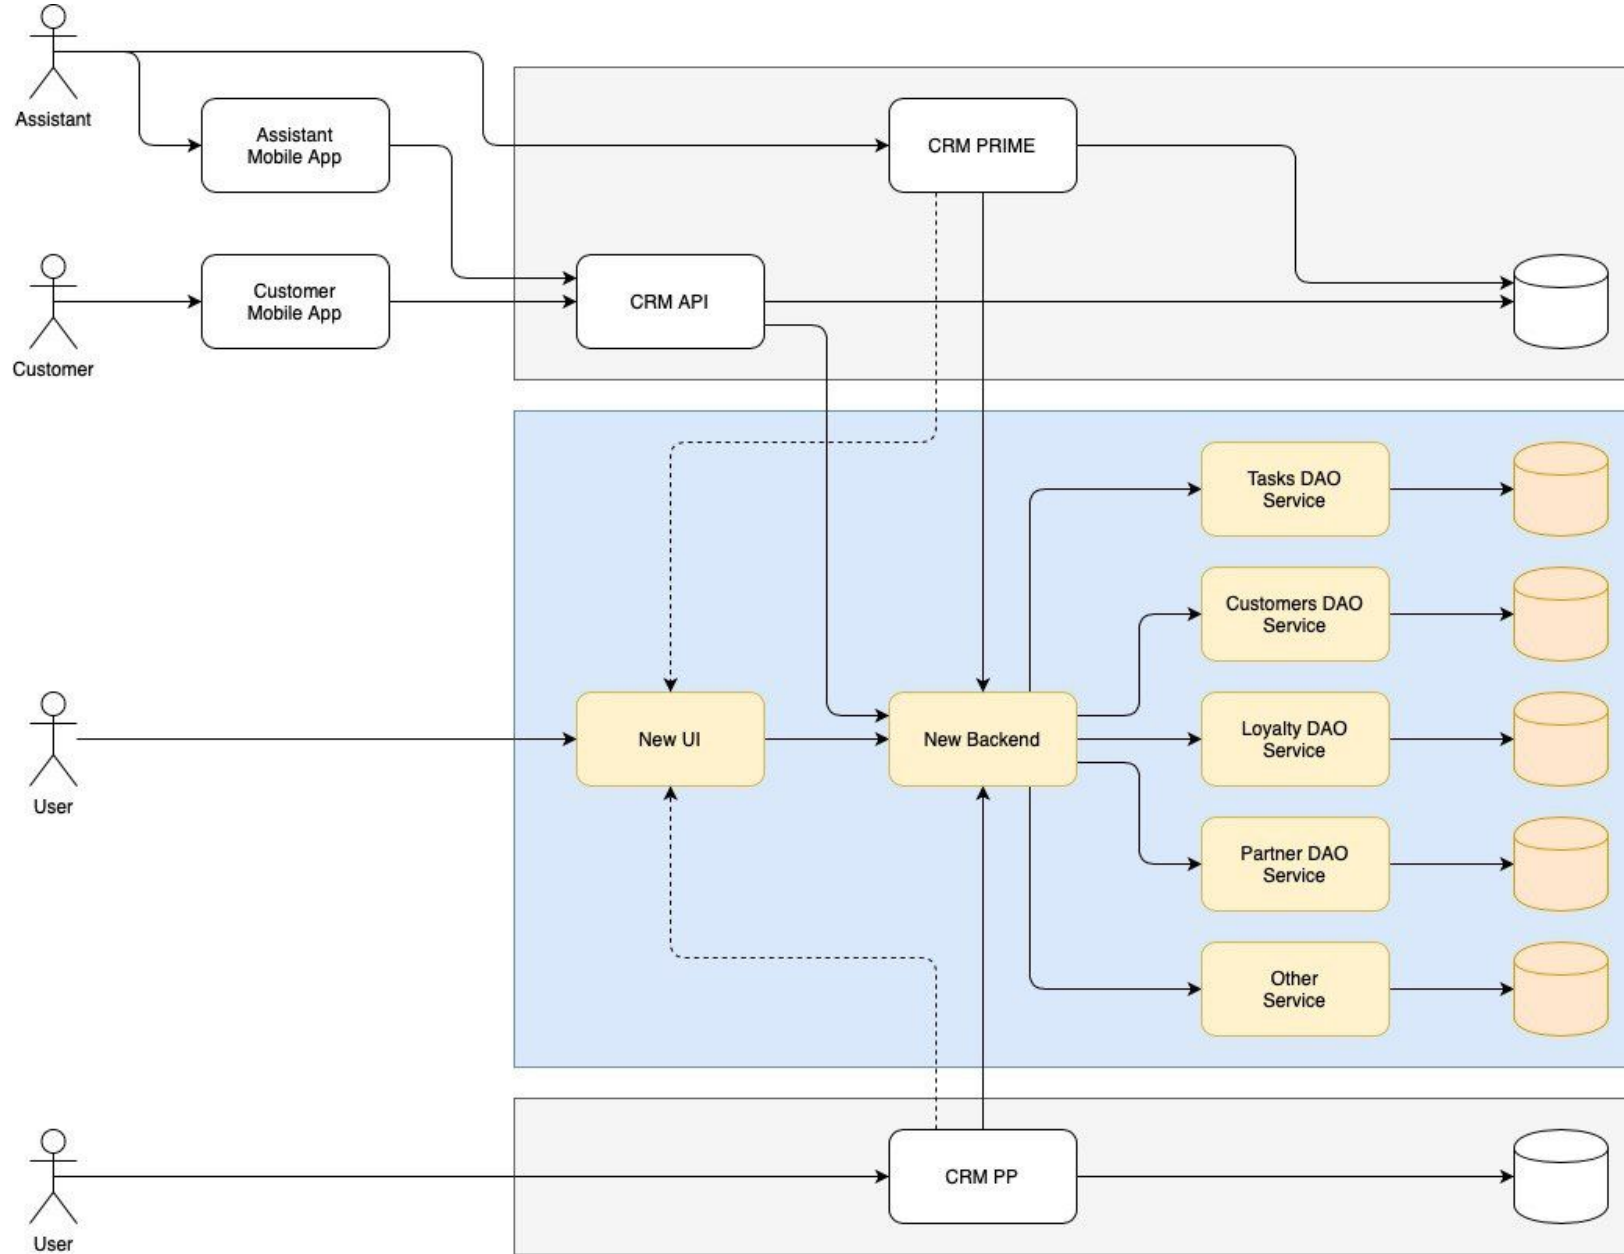 Assistant
Assistant
Mobile App
CRM PRIME
Customer
Mobile App
CRM API
Customer
Tasks DAO
Service
Customers DAO
Service
User
New UI
New Backend
Loyalty DAO
Service
Partner DAO
Service
Other
Service
CRM PP
User